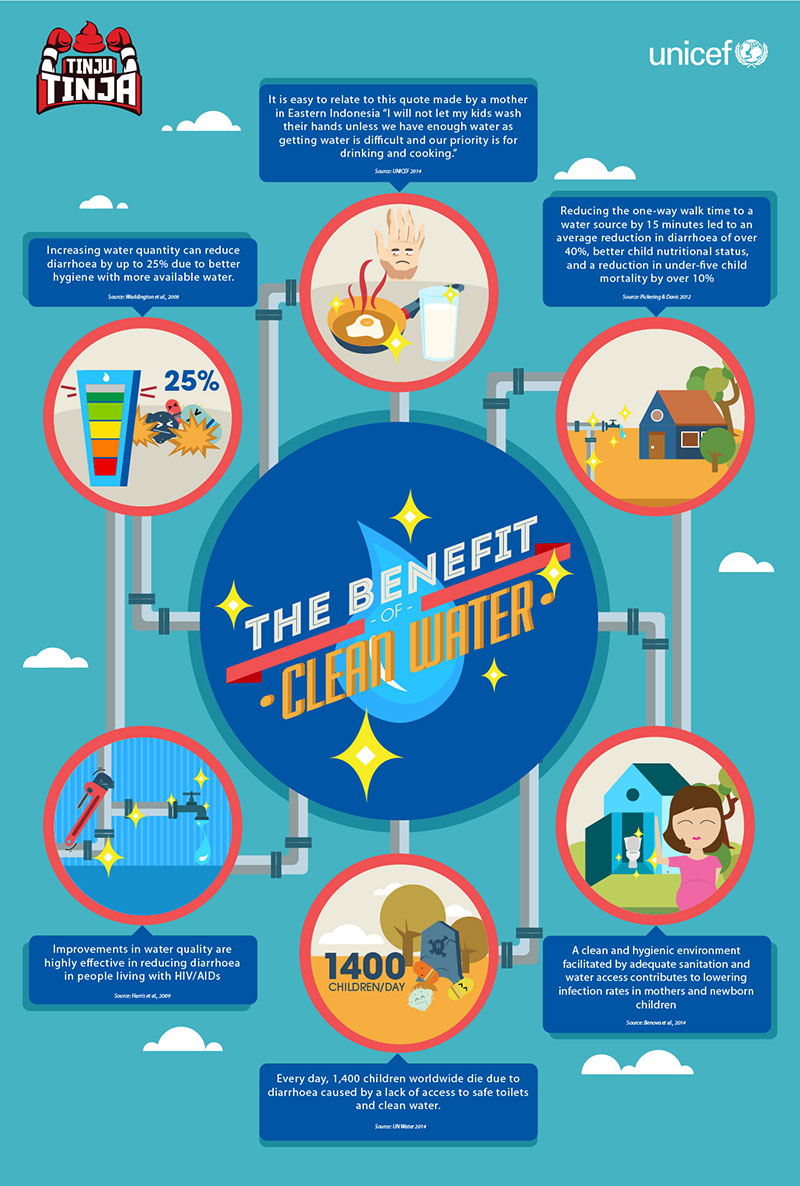 TINJU
TINJA
unicef
It is easy to relate to this quote made by a mother
in Eastern Indonesia “I will not let my kids wash
their hands unless we have enough water as
getting water is difficult and our priority is for
drinking and cooking.”
Source: UNICEF 2014
Reducing the one-way walk time to a
water source by 15 minutes led to an
average reduction in diarrhoea of over
40%, better child nutritional status,
and a reduction in under-five child
mortality by over 10%
Source: Pickering & Davis 2012
Increasing water quantity can reduce
diarrhoea by up to 25% due to better
hygiene with more available water.
Source: Waddington et al., 2009
25%
THE BENEFIT
- OF -
CLEAN WATER
Improvements in water quality are
highly effective in reducing diarrhoea
in people living with HIV/AIDs
Source: Harris et al., 2009
1400
CHILDREN/DAY
A clean and hygienic environment
facilitated by adequate sanitation and
water access contributes to lowering
infection rates in mothers and newborn
children
Source: Benova et al., 2014
Every day, 1,400 children worldwide die due to
diarrhoea caused by a lack of access to safe toilets
and clean water.
Source: UN Water 2014